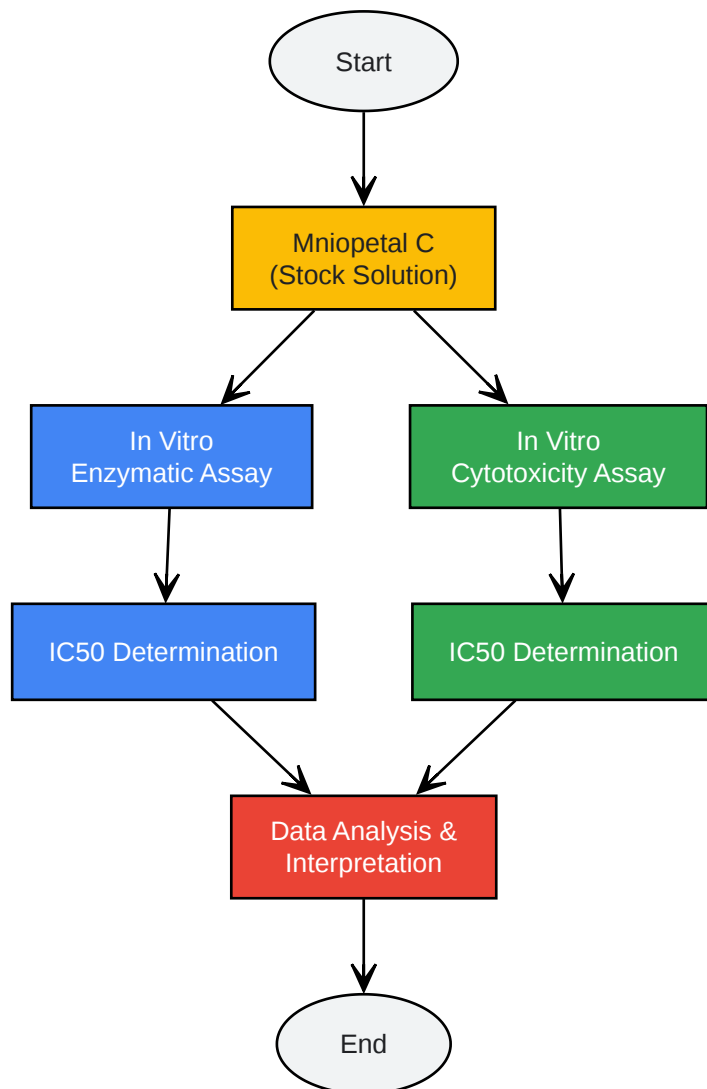 Start
Mniopetal C
(Stock Solution)
In Vitro
Enzymatic Assay
In Vitro
Cytotoxicity Assay
IC50 Determination
IC50 Determination
Data Analysis &
Interpretation
End